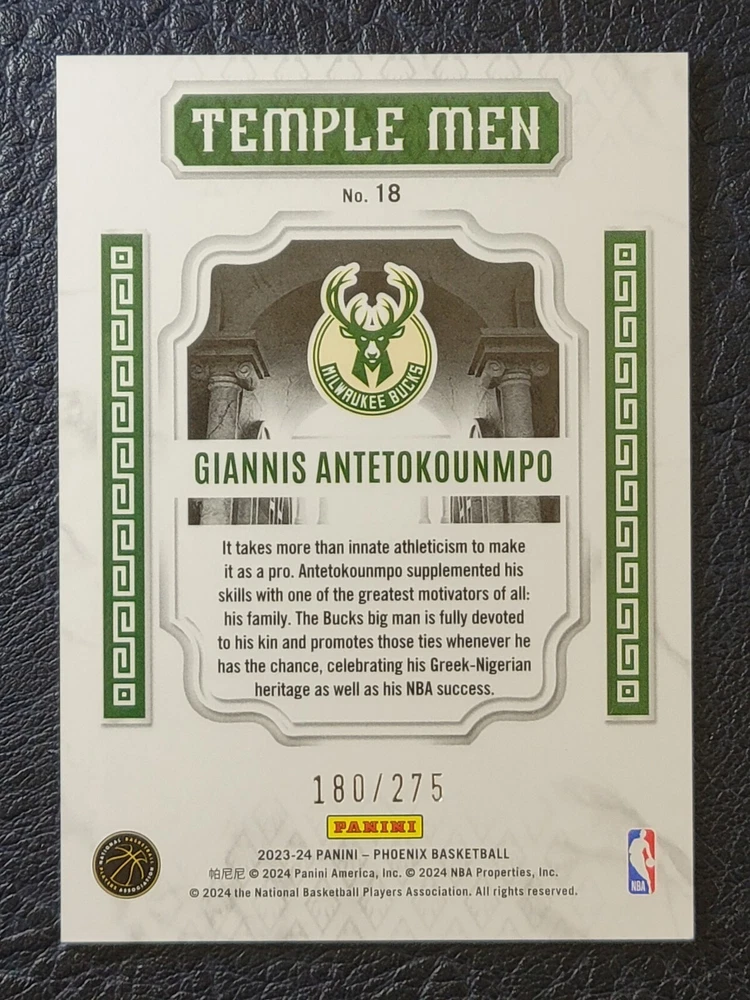 TEMPLE MEN
No. 18
MILWAUKEE BUCKS
GIANNIS ANTETOKOUNMPO
It takes more than innate athleticism to make
it as a pro. Antetokounmpo supplemented his
skills with one of the greatest motivators of all:
his family. The Bucks big man is fully devoted
to his kin and promotes those ties whenever he
has the chance, celebrating his Greek-Nigerian
heritage as well as his NBA success.
180/275
PANINI
2023-24 PANINI – PHOENIX BASKETBALL
帕尼尼 © 2024 Panini America, Inc. © 2024 NBA Properties, Inc.
© 2024 the National Basketball Players Association. All rights reserved.
NATIONAL BASKETBALL PLAYERS ASSOCIATION
NBA